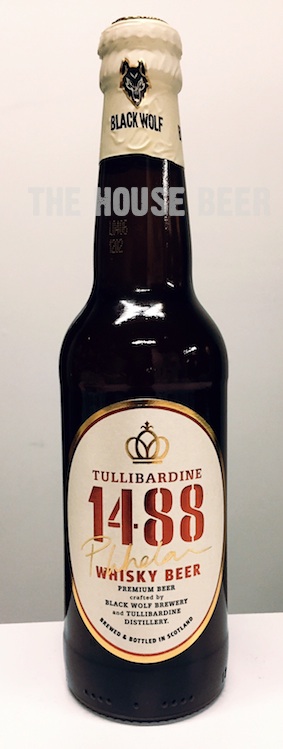 BLACK WOLF
THE HOUSE BEER
TULLIBARDINE
1488
WHISKY BEER
PREMIUM BEER
crafted by
BLACK WOLF BREWERY
and TULLIBARDINE
DISTILLERY.
BREWED & BOTTLED IN SCOTLAND